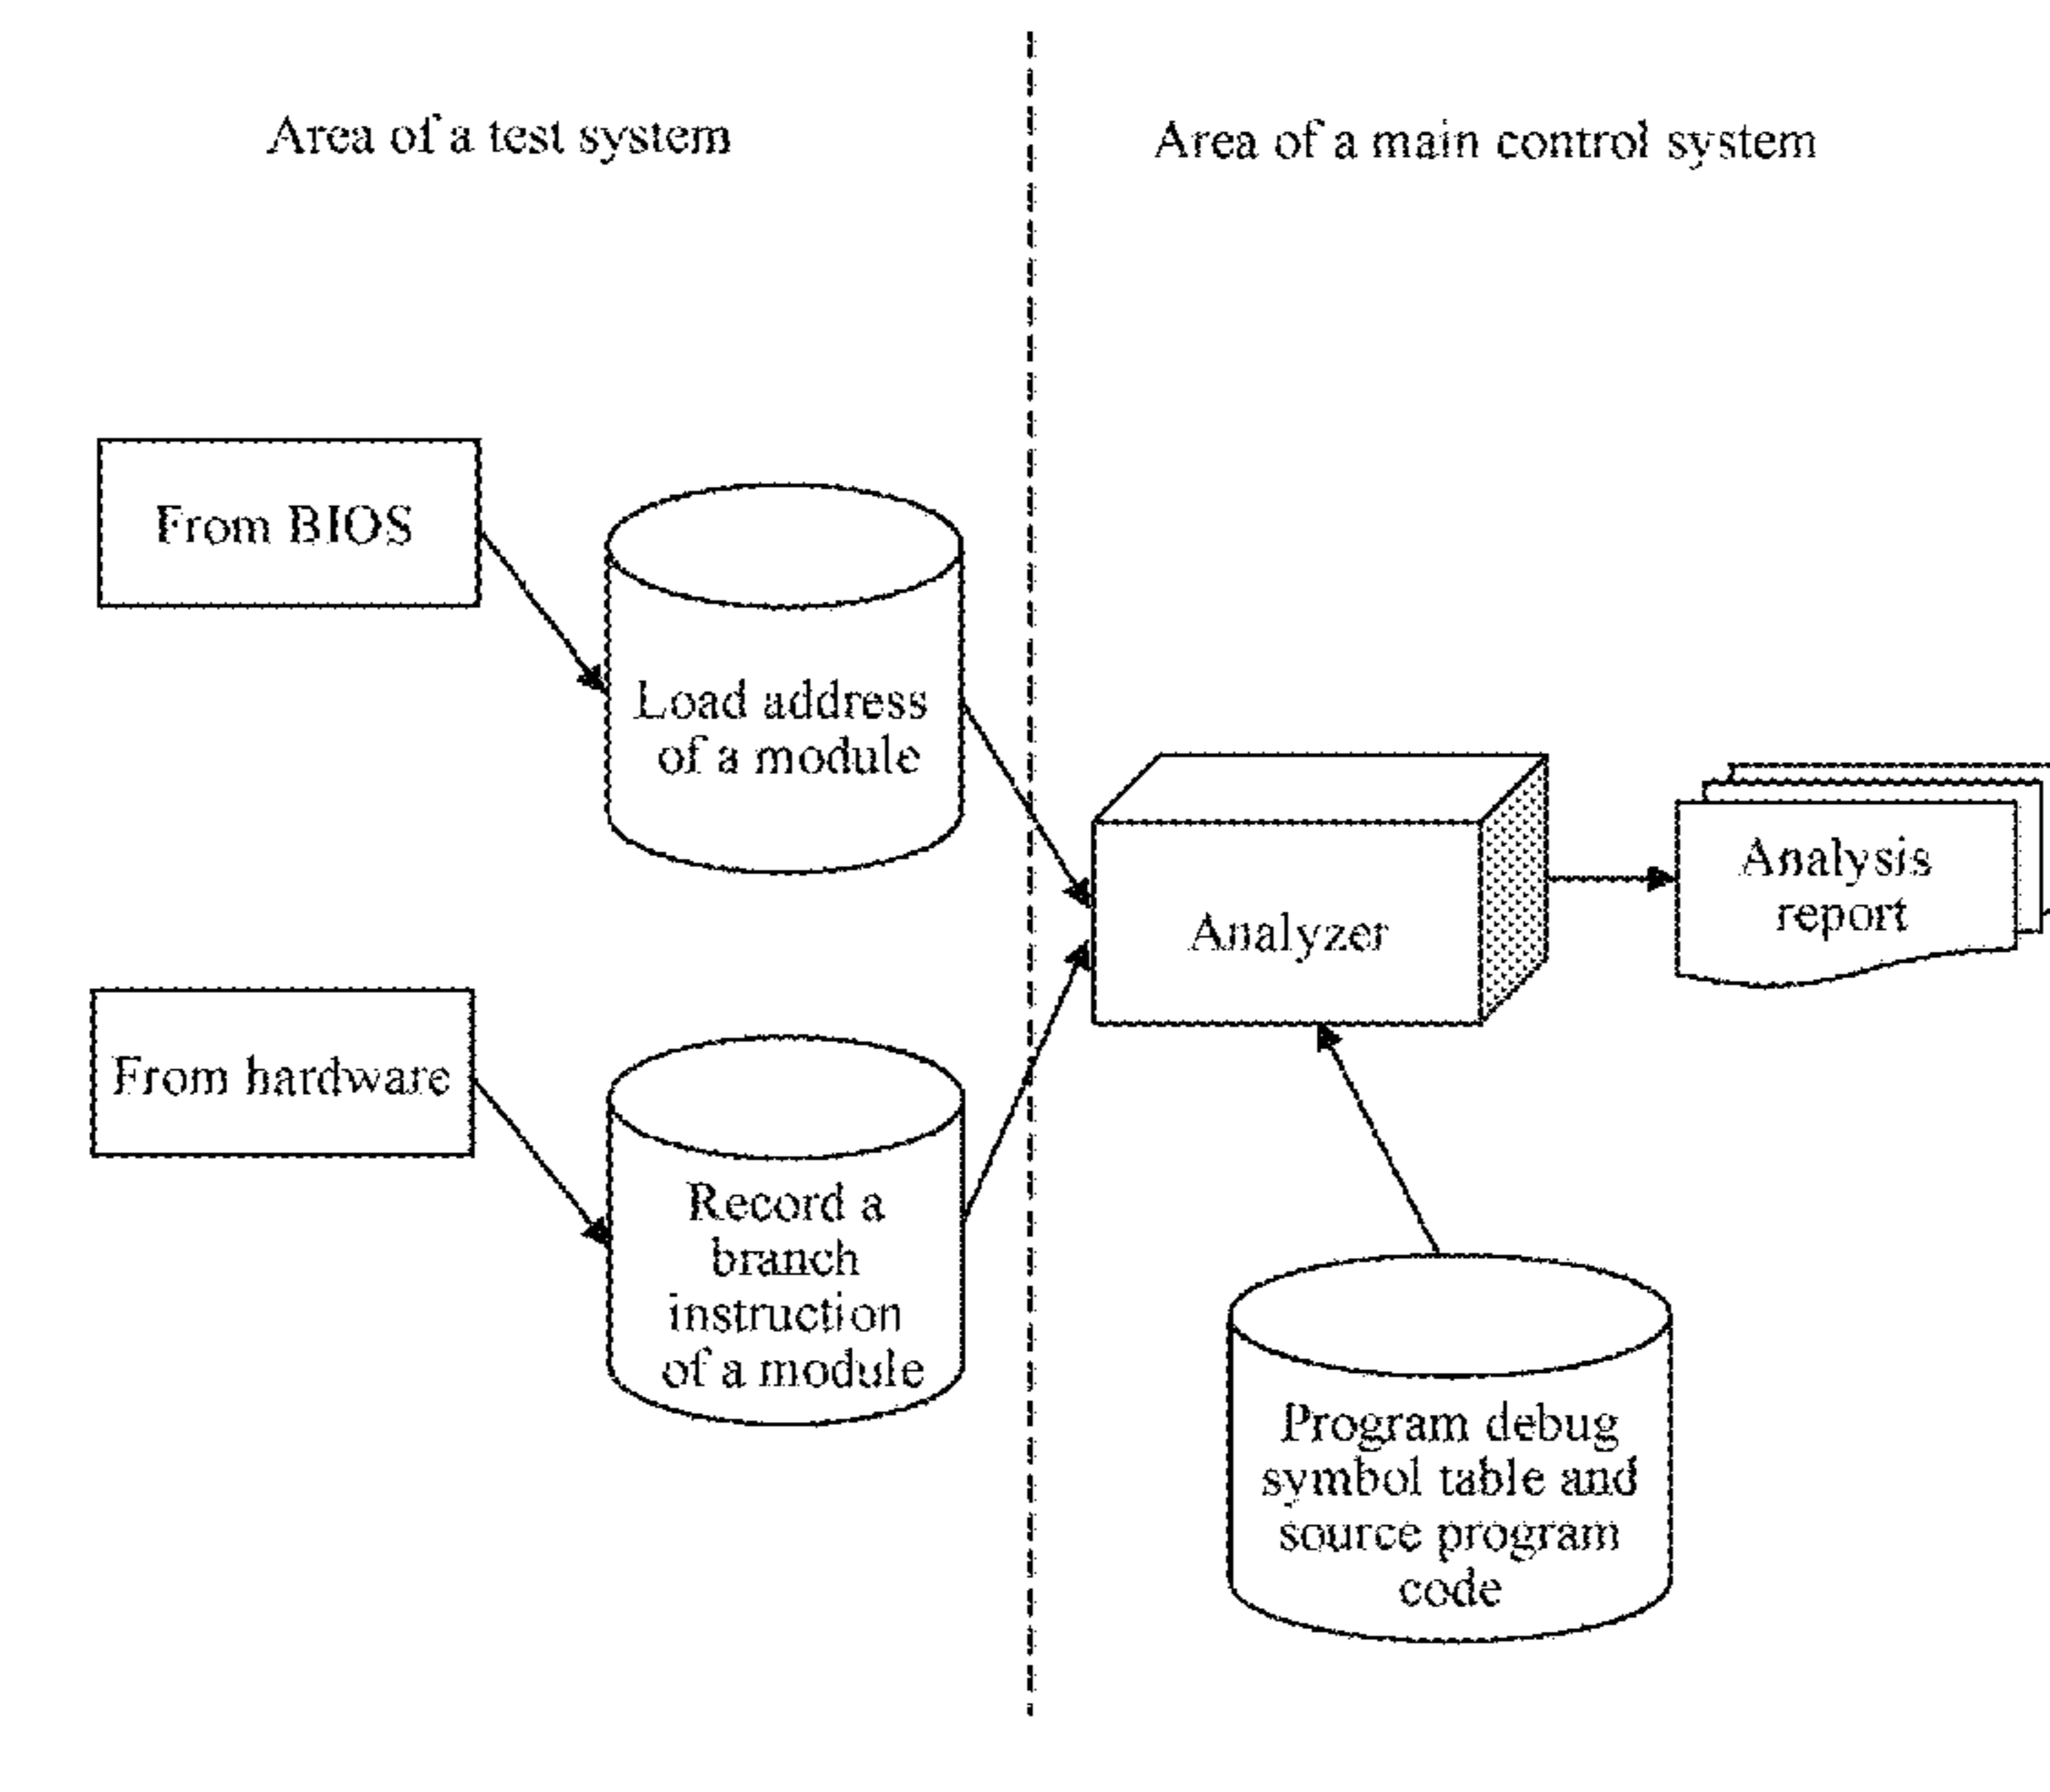 Area of a test system
Area of a main control system
From BIOS
Load address
of a module
Analysis
report
Analyzer
From hardware
Record a
branch
instruction
of a module
Program debug
symbol table and
source program
code